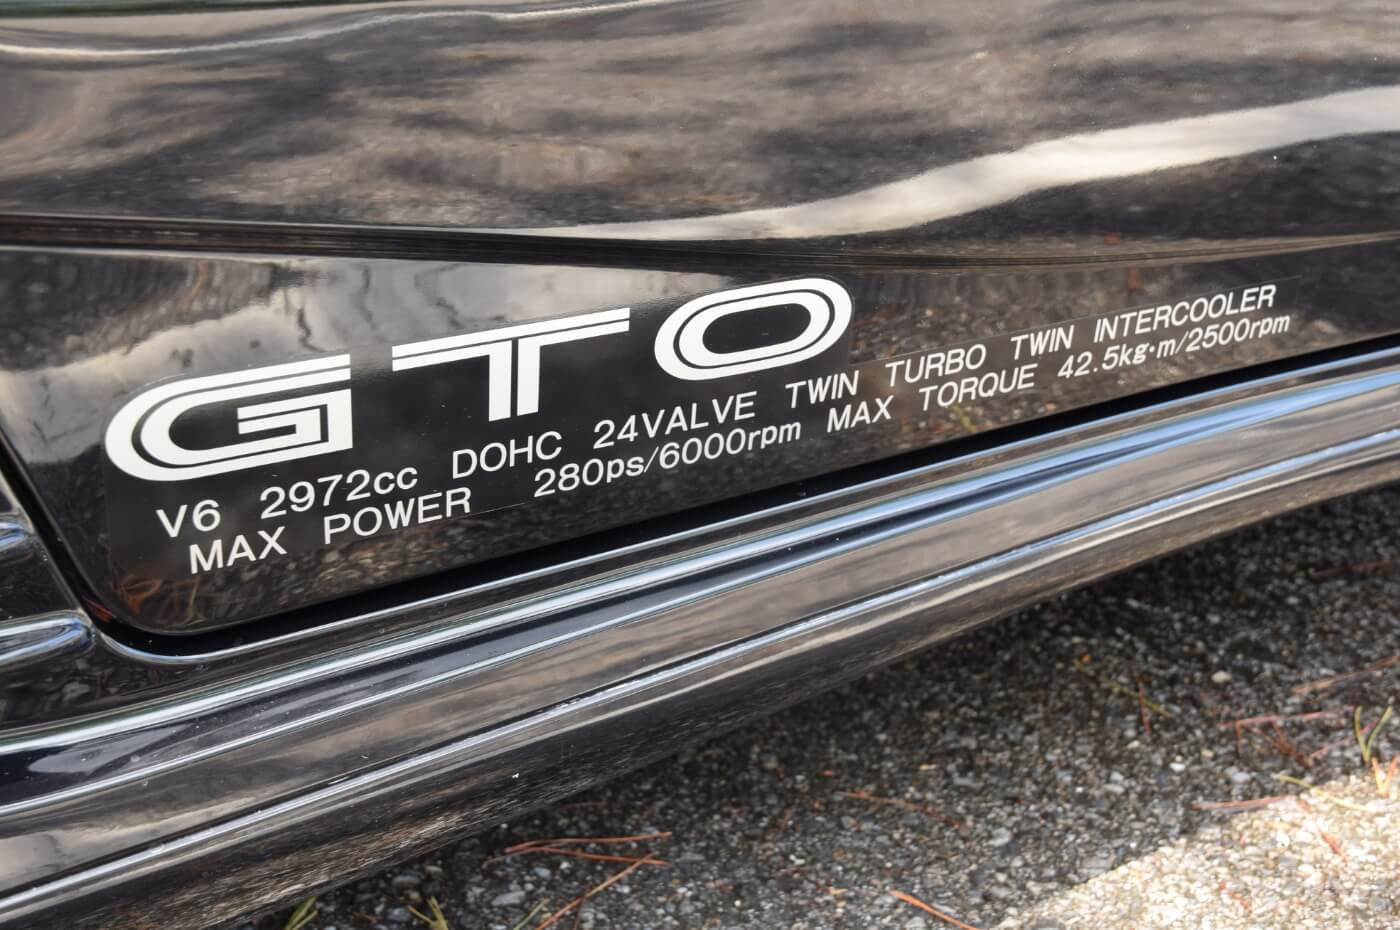 GTO
V6 2972cc DOHC 24VALVE TWIN TURBO TWIN INTERCOOLER
MAX POWER 280ps/6000rpm MAX TORQUE 42.5kg·m/2500rpm